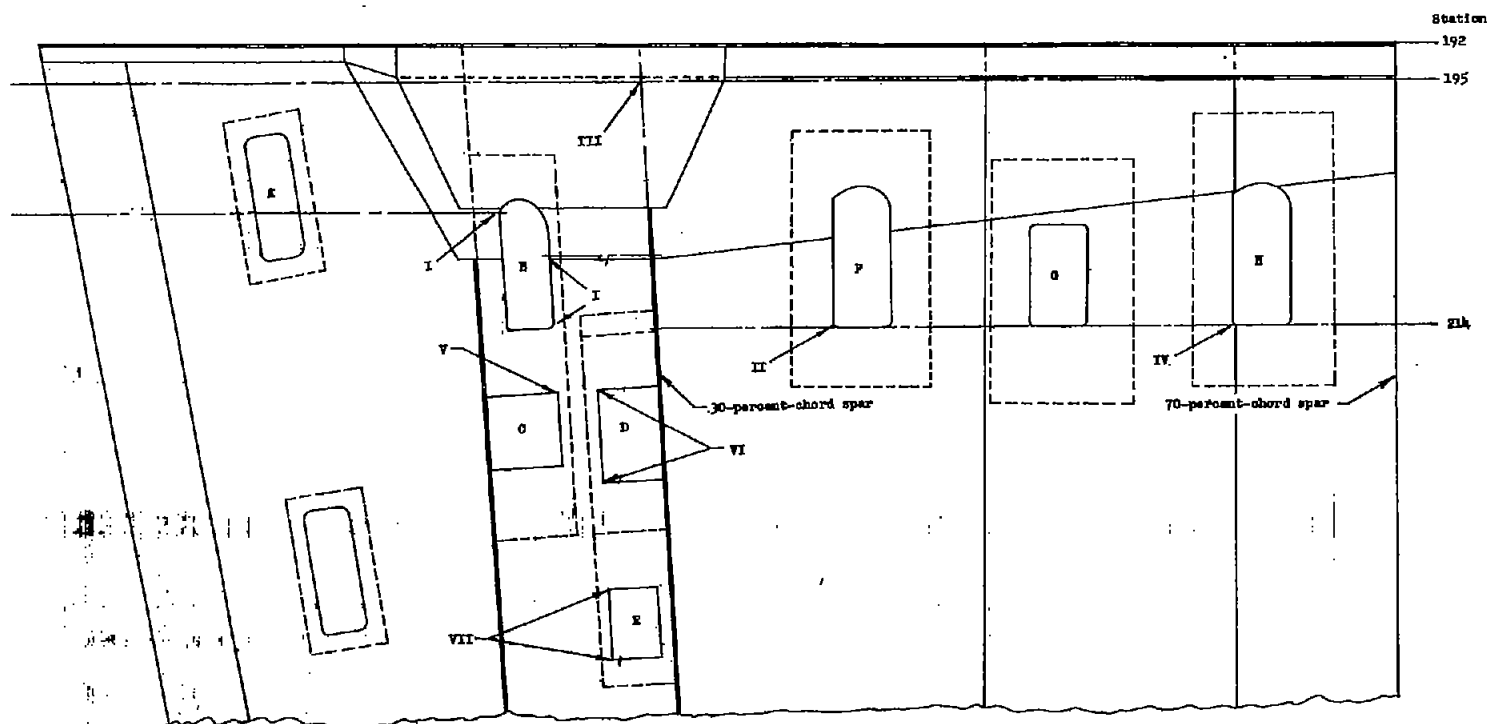 Station
192
195
III
A
I
B
I
F
G
H
214
V
II
IV
30-percent-chord spar
70-percent-chord spar
C
D
VI
VII
E